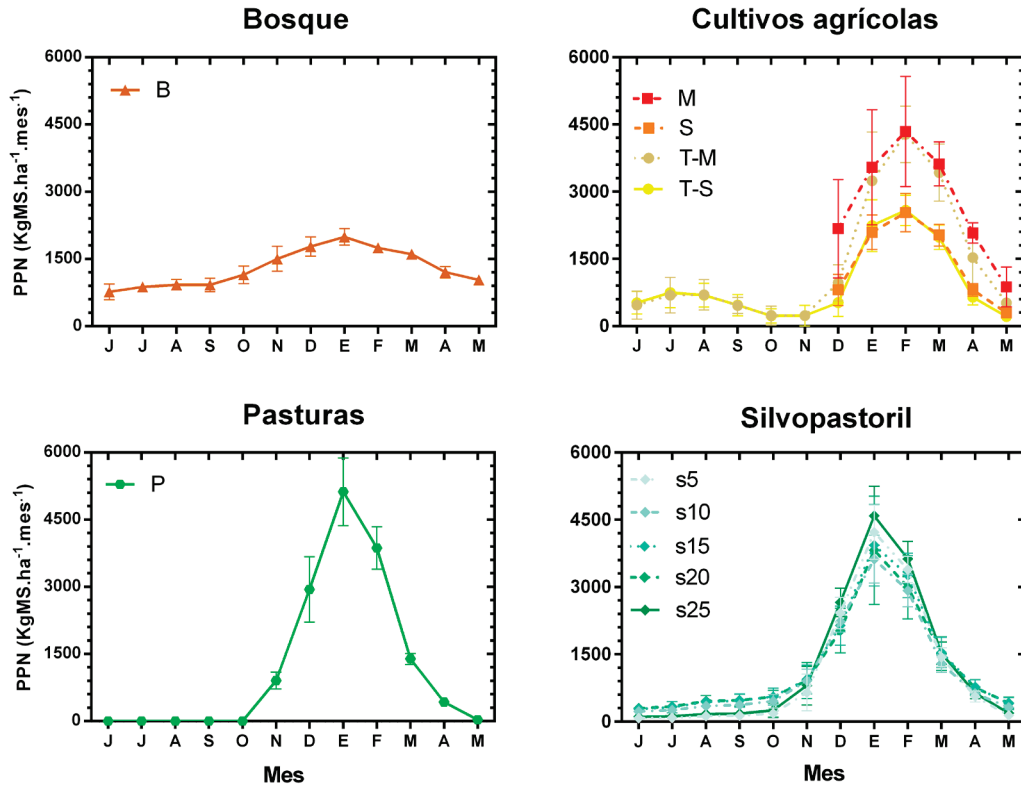 Bosque
6000
4500
3000
1500
0
PPN (KgMS.ha⁻¹.mes⁻¹)
B
J J A S O N D E F M A M
Cultivos agrícolas
6000
4500
3000
1500
0
M
S
T-M
T-S
J J A S O N D E F M A M
Pasturas
6000
4500
3000
1500
0
PPN (KgMS.ha⁻¹.mes⁻¹)
P
J J A S O N D E F M A M
Mes
Silvopastoril
6000
4500
3000
1500
0
s5
s10
s15
s20
s25
J J A S O N D E F M A M
Mes